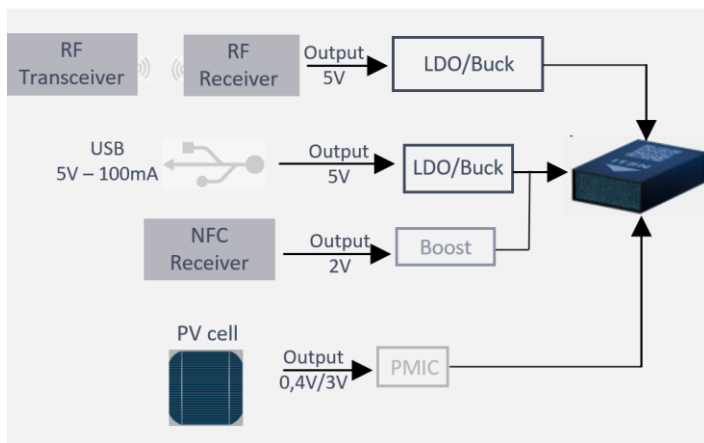 RF
Transceiver
RF
Receiver
Output
5V
LDO/Buck
USB
5V – 100mA
Output
5V
LDO/Buck
ITEN
NFC
Receiver
Output
2V
Boost
PV cell
Output
0,4V/3V
PMIC